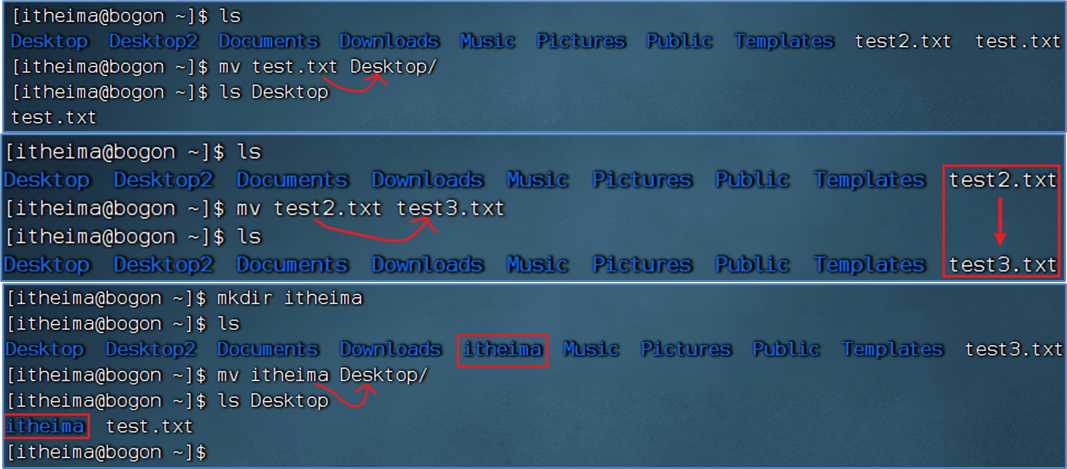 [itheima@bogon ~]$ ls
Desktop Desktop2 Documents Downloads Music Pictures Public Templates test2.txt test.txt
[itheima@bogon ~]$ mv test.txt Desktop/
[itheima@bogon ~]$ ls Desktop
test.txt
[itheima@bogon ~]$ ls
Desktop Desktop2 Documents Downloads Music Pictures Public Templates test2.txt
[itheima@bogon ~]$ mv test2.txt test3.txt
[itheima@bogon ~]$ ls
Desktop Desktop2 Documents Downloads Music Pictures Public Templates test3.txt
[itheima@bogon ~]$ mkdir itheima
[itheima@bogon ~]$ ls
Desktop Desktop2 Documents Downloads itheima Music Pictures Public Templates test3.txt
[itheima@bogon ~]$ mv itheima Desktop/
[itheima@bogon ~]$ ls Desktop
itheima test.txt
[itheima@bogon ~]$